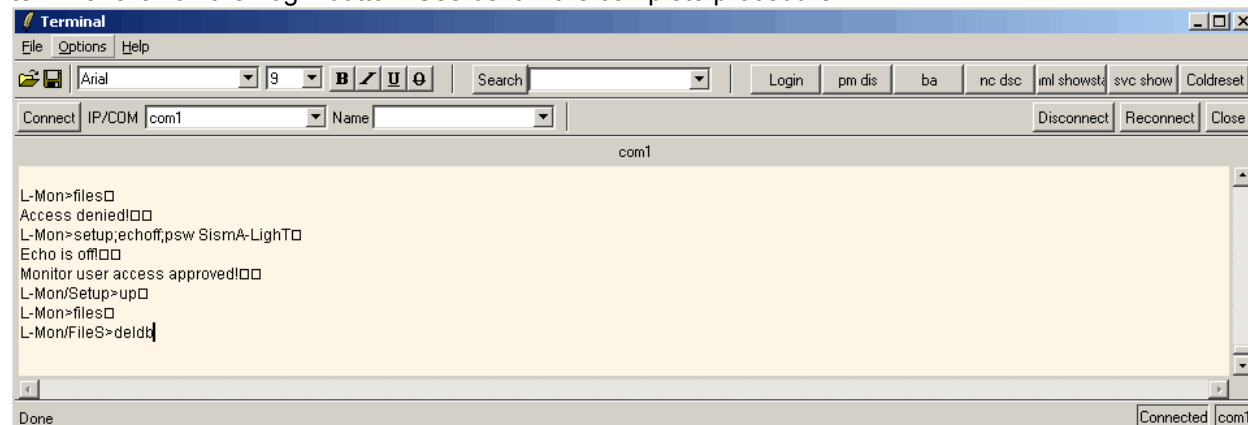 Terminal
File Options Help
Arial 9 B I U Search Login pm dis ba nc dsc svc show Coldreset
Connect IP/COM com1 Name Disconnect Reconnect Close
com1
L-Mon>files□
Access denied!□□
L-Mon>setup;echoff;psw SismA-LighT□
Echo is off!□□
Monitor user access approved!□□
L-Mon/Setup>up□
L-Mon>files□
L-Mon/FileS>deldb
Done Connected com1